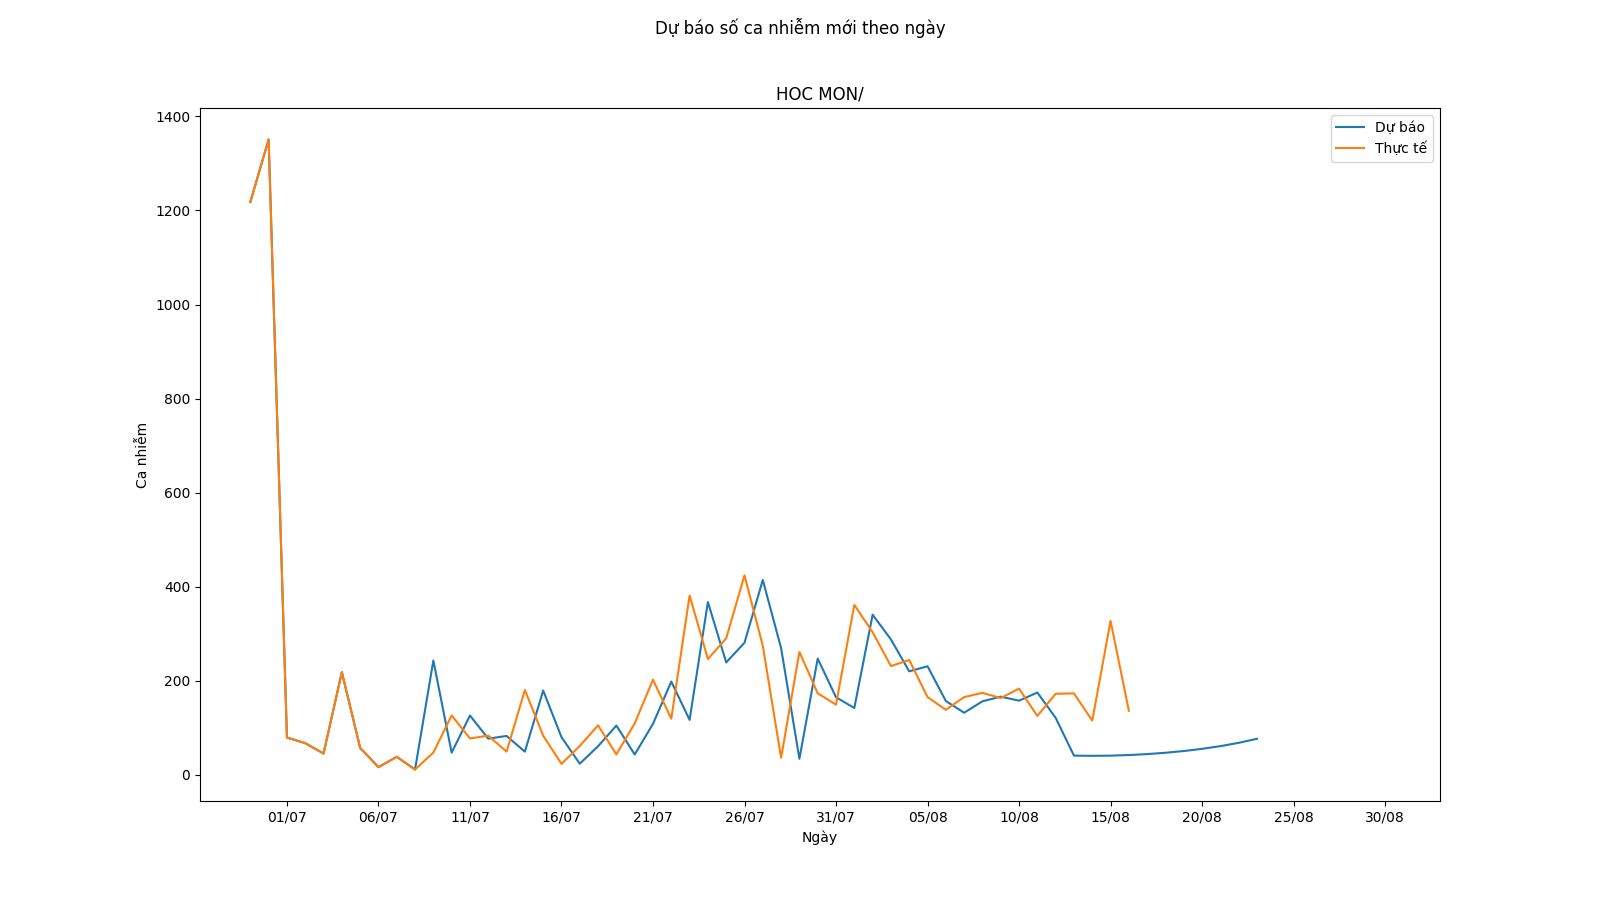 Dự báo số ca nhiễm mới theo ngày
HOC MON/
Dự báo
Thực tế
1400
1200
1000
800
600
400
200
0
Ca nhiễm
01/07 06/07 11/07 16/07 21/07 26/07 31/07 05/08 10/08 15/08 20/08 25/08 30/08
Ngày